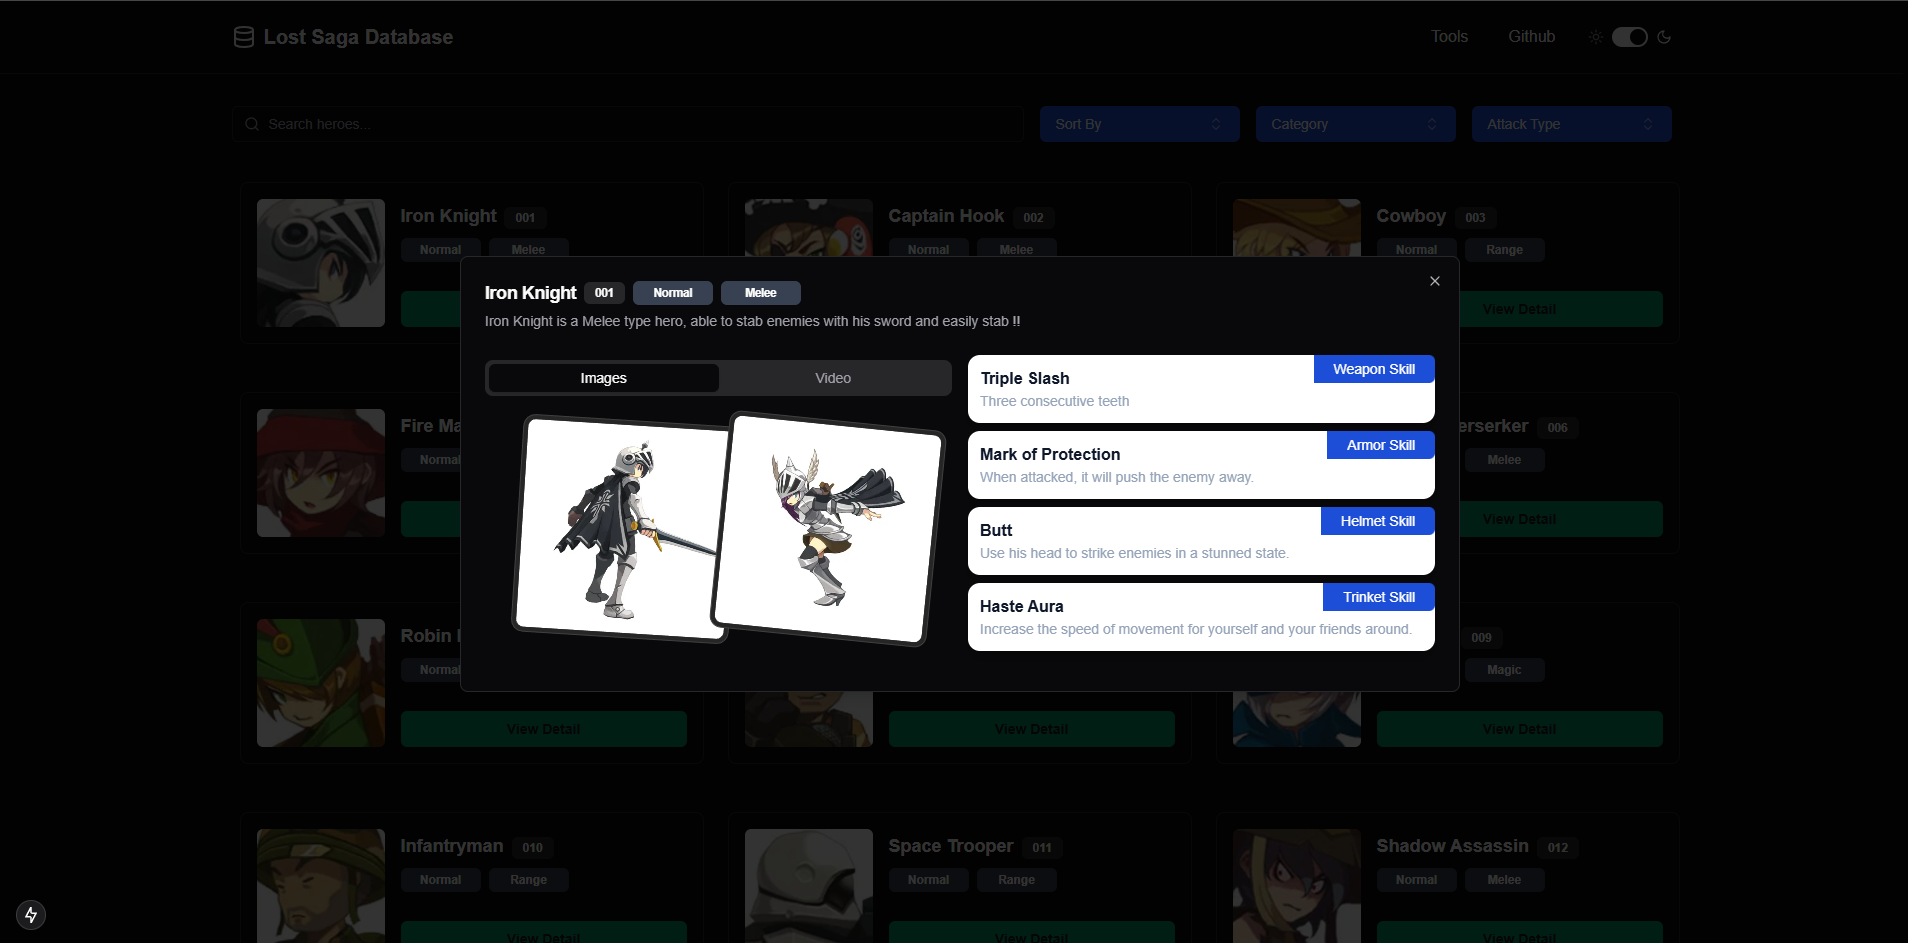 Lost Saga Database
Tools
Github
Search heroes...
Sort By
Category
Attack Type
Iron Knight 001
Normal Melee
Captain Hook 002
Normal Melee
Cowboy 003
Normal Range
View Detail
Iron Knight 001 Normal Melee
Iron Knight is a Melee type hero, able to stab enemies with his sword and easily stab !!
Images
Video
Triple Slash
Weapon Skill
Three consecutive teeth
Mark of Protection
Armor Skill
When attacked, it will push the enemy away.
Butt
Helmet Skill
Use his head to strike enemies in a stunned state.
Haste Aura
Trinket Skill
Increase the speed of movement for yourself and your friends around.
Fire Ma
Normal
erserker 006
Melee
View Detail
Robin
Normal
View Detail
View Detail
009
Magic
View Detail
Infantryman 010
Normal Range
View Detail
Space Trooper 011
Normal Range
View Detail
Shadow Assassin 012
Normal Melee
View Detail